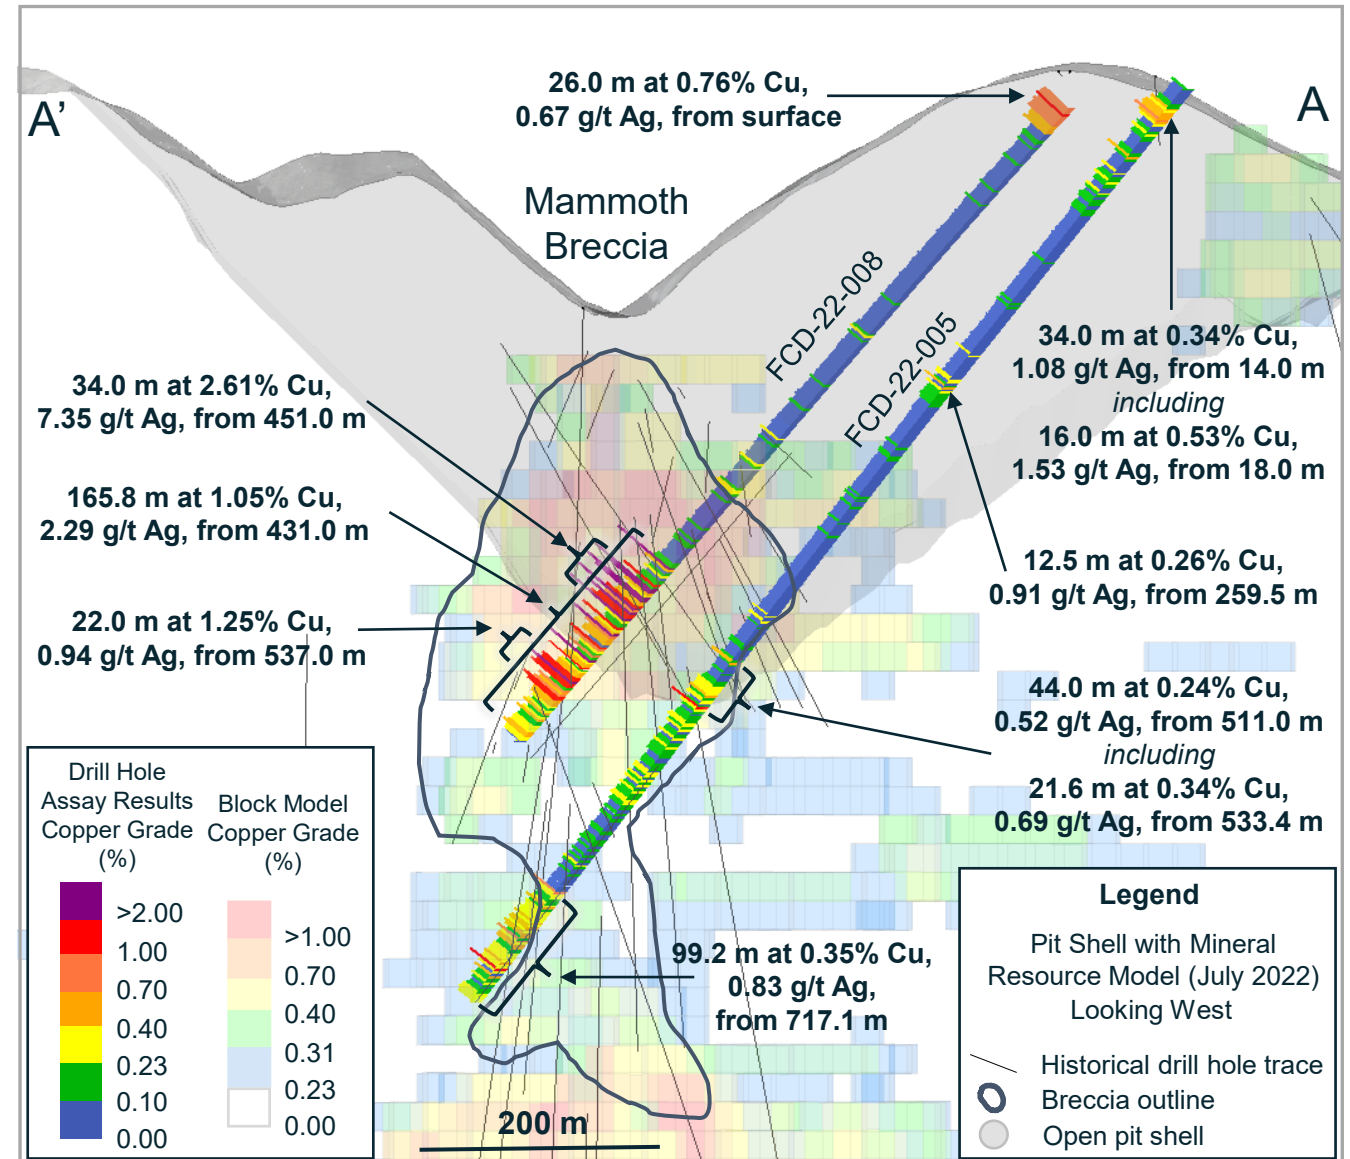 A’
A
26.0 m at 0.76% Cu,
0.67 g/t Ag, from surface
Mammoth
Breccia
FCD-22-008
FCD-22-005
34.0 m at 0.34% Cu,
1.08 g/t Ag, from 14.0 m
including
16.0 m at 0.53% Cu,
1.53 g/t Ag, from 18.0 m
34.0 m at 2.61% Cu,
7.35 g/t Ag, from 451.0 m
165.8 m at 1.05% Cu,
2.29 g/t Ag, from 431.0 m
22.0 m at 1.25% Cu,
0.94 g/t Ag, from 537.0 m
12.5 m at 0.26% Cu,
0.91 g/t Ag, from 259.5 m
44.0 m at 0.24% Cu,
0.52 g/t Ag, from 511.0 m
including
21.6 m at 0.34% Cu,
0.69 g/t Ag, from 533.4 m
99.2 m at 0.35% Cu,
0.83 g/t Ag,
from 717.1 m
200 m
Drill Hole
Assay Results
Copper Grade
(%)
>2.00
1.00
0.70
0.40
0.23
0.10
0.00
Block Model
Copper Grade
(%)
>1.00
0.70
0.40
0.31
0.23
0.00
Legend
Pit Shell with Mineral
Resource Model (July 2022)
Looking West
Historical drill hole trace
Breccia outline
Open pit shell